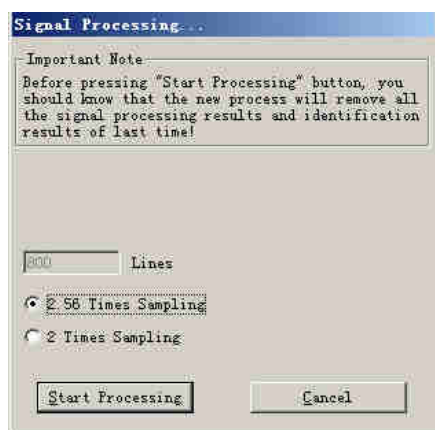 Signal Processing...
Important Note
Before pressing "Start Processing" button, you
should know that the new process will remove all
the signal processing results and identification
results of last time!
800 Lines
2.56 Times Sampling
2 Times Sampling
Start Processing Cancel